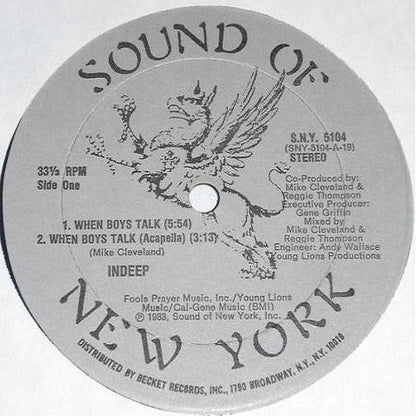 SOUND OF
S.N.Y. 5104
(SNY-5104-A-19)
STEREO
33⅓ RPM
Side One
Co-Produced by:
Mike Cleveland &
Reggie Thompson
Executive Producer:
Gene Griffin
Mixed by
Mike Cleveland &
Reggie Thompson
Engineer: Andy Wallace
Young Lions Productions
1. WHEN BOYS TALK (5:54)
2. WHEN BOYS TALK (Acapella) (3:13)
(Mike Cleveland)
INDEEP
Fools Prayer Music, Inc./Young Lions
Music/Cal-Gene Music (BMI)
℗ 1983, Sound of New York, Inc.
NEW YORK
DISTRIBUTED BY BECKET RECORDS, INC., 1790 BROADWAY, N.Y., N.Y. 10019